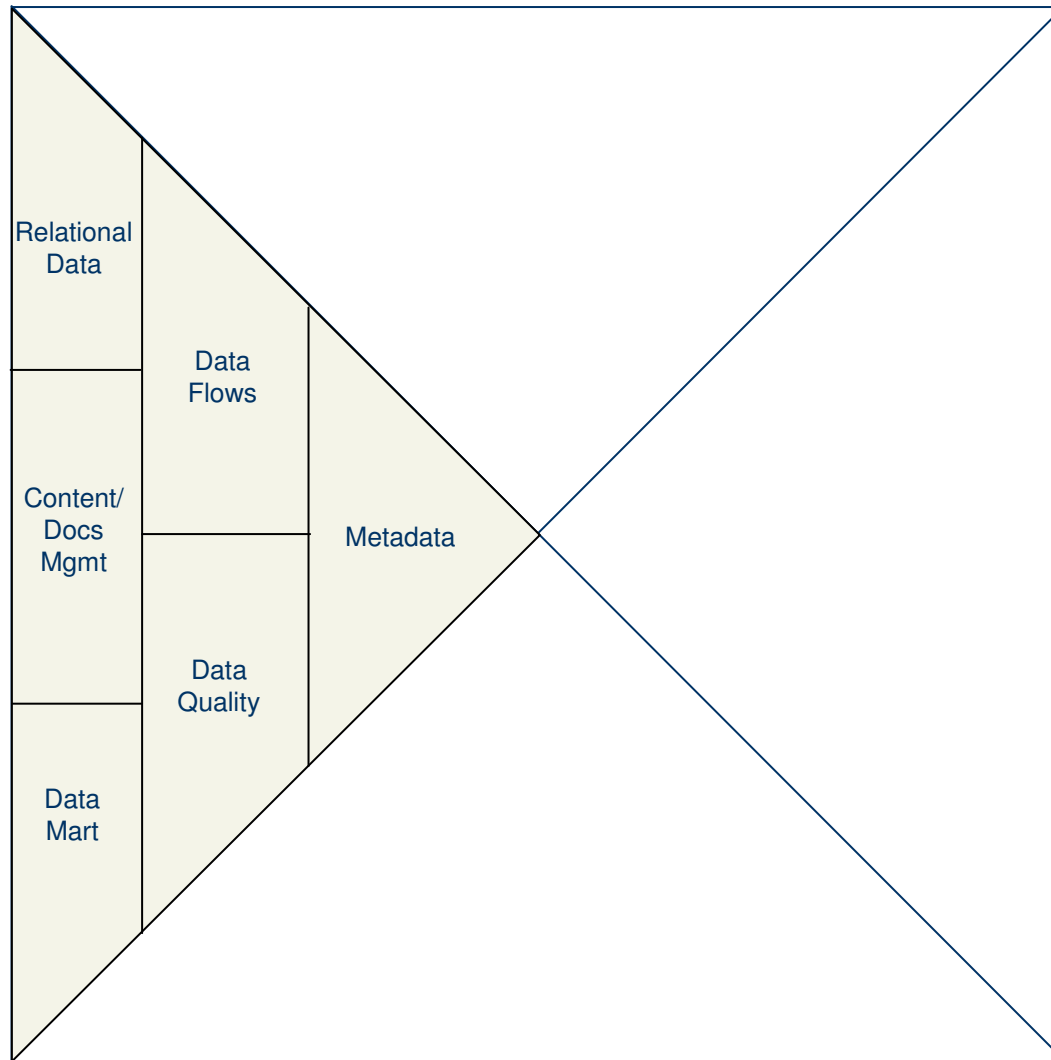 Relational
Data
Content/
Docs
Mgmt
Data
Mart
Data
Flows
Data
Quality
Metadata